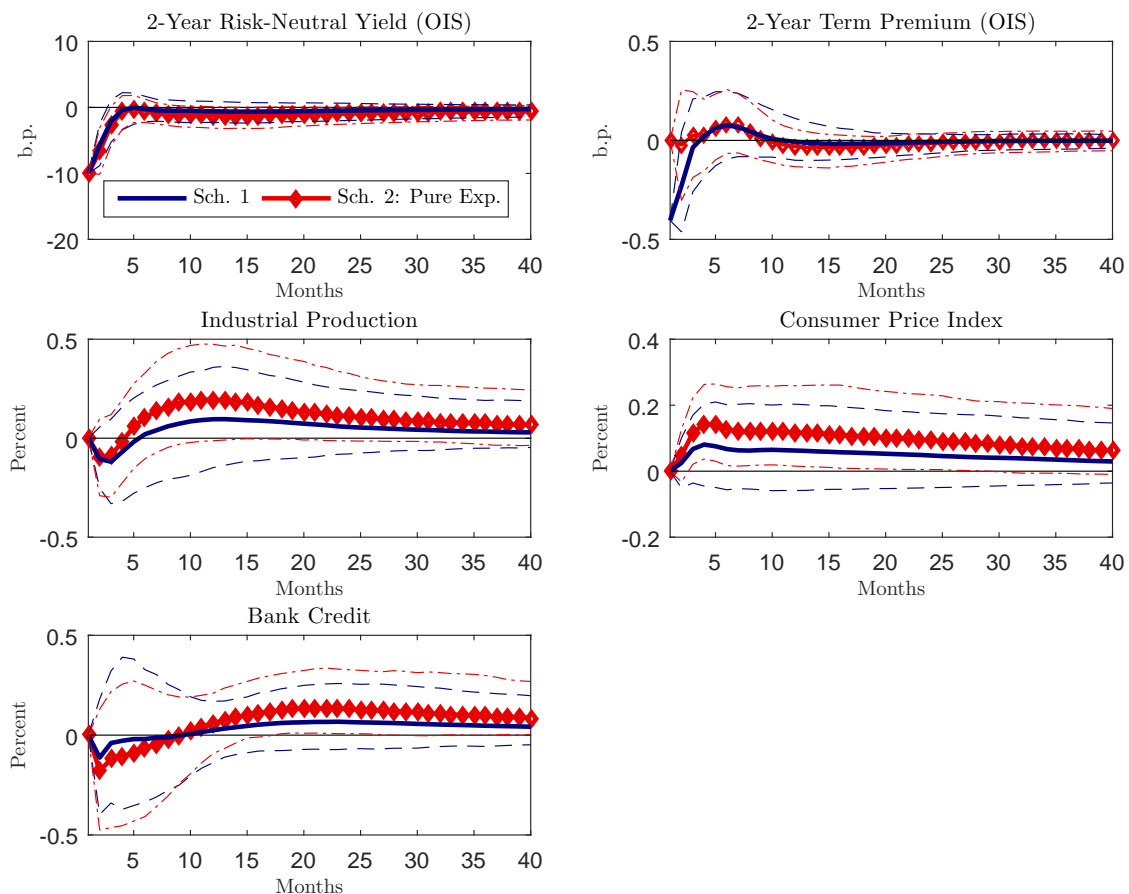 2-Year Risk-Neutral Yield (OIS)
10
0
-10
-20
b.p.
Sch. 1
Sch. 2: Pure Exp.
5 10 15 20 25 30 35 40
Months
2-Year Term Premium (OIS)
0.5
0
-0.5
b.p.
5 10 15 20 25 30 35 40
Months
Industrial Production
0.5
0
-0.5
Percent
5 10 15 20 25 30 35 40
Months
Consumer Price Index
0.4
0.2
0
-0.2
Percent
5 10 15 20 25 30 35 40
Months
Bank Credit
0.5
0
-0.5
Percent
5 10 15 20 25 30 35 40
Months